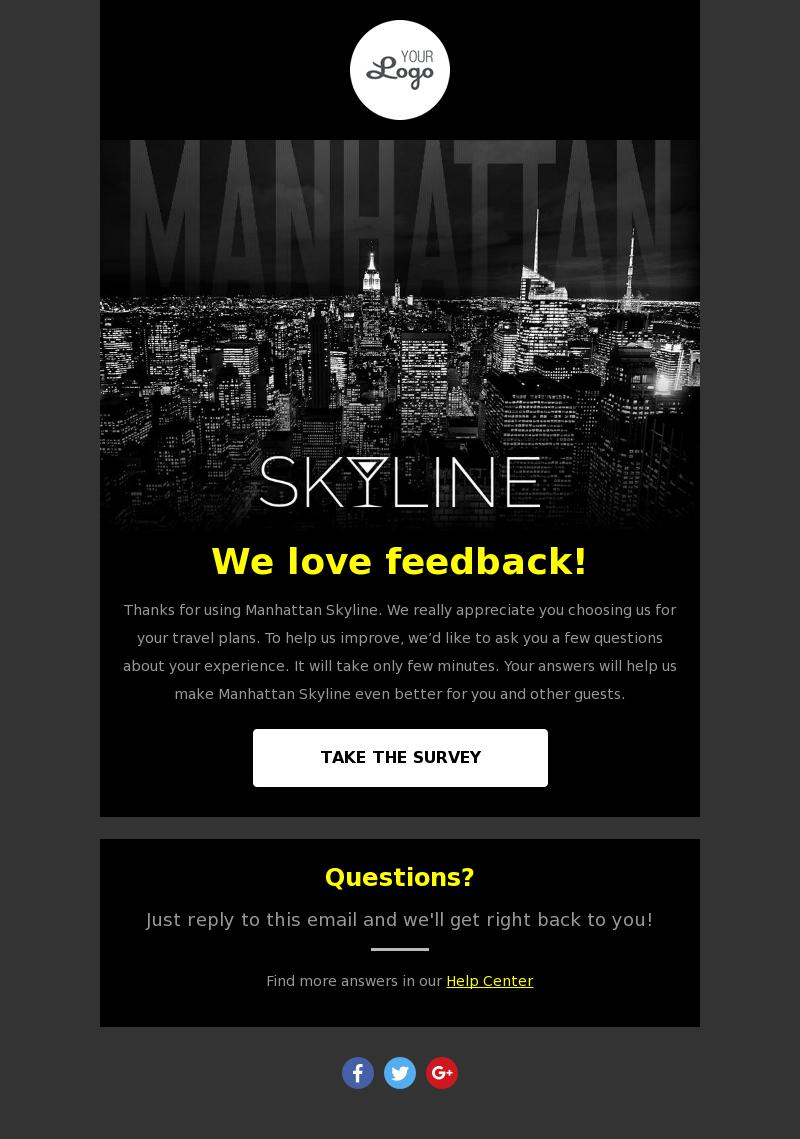 YOUR
Logo
MANHATTAN
SKYLINE
We love feedback!
Thanks for using Manhattan Skyline. We really appreciate you choosing us for
your travel plans. To help us improve, we’d like to ask you a few questions
about your experience. It will take only few minutes. Your answers will help us
make Manhattan Skyline even better for you and other guests.
TAKE THE SURVEY
Questions?
Just reply to this email and we'll get right back to you!
Find more answers in our Help Center
f
G+